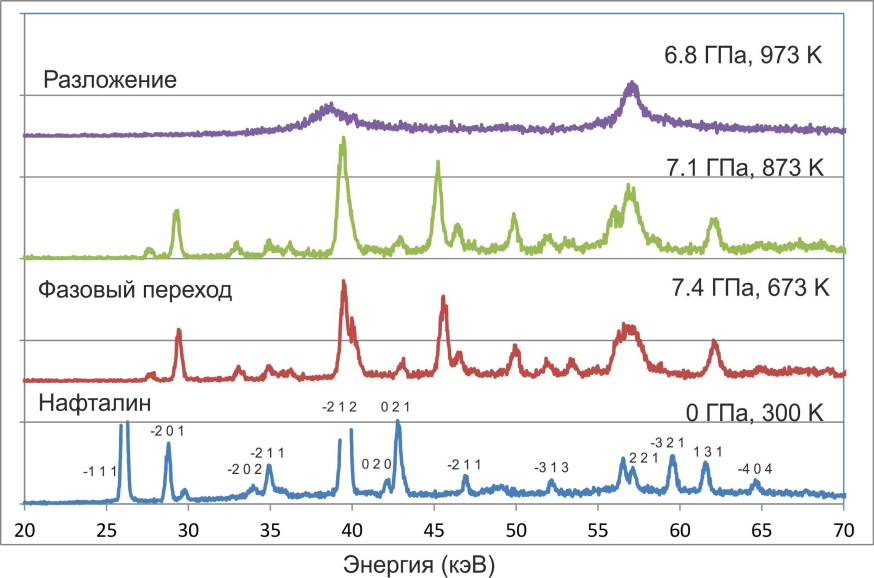 6.8 ГПа, 973 K
Разложение
7.1 ГПа, 873 K
Фазовый переход
7.4 ГПа, 673 K
Нафталин
0 ГПа, 300 K
-1 1 1
-2 0 1
-2 0 2
-2 1 1
-2 1 2
0 2 0
0 2 1
-2 1 1
-3 1 3
2 2 1
-3 2 1
1 3 1
-4 0 4
20 25 30 35 40 45 50 55 60 65 70
Энергия (кэВ)